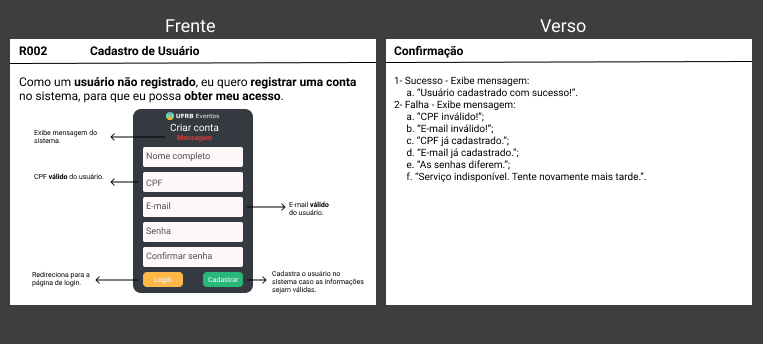 Frente
R002 Cadastro de Usuário
Como um usuário não registrado, eu quero registrar uma conta
no sistema, para que eu possa obter meu acesso.
UFRB Eventos
Criar conta
Mensagem
Exibe mensagem do
sistema.
Nome completo
CPF válido do usuário.
CPF
E-mail
E-mail válido
do usuário.
Senha
Confirmar senha
Redireciona para a
página de login.
Login
Cadastrar
Cadastra o usuário no
sistema caso as informações
sejam válidas.
Verso
Confirmação
1- Sucesso - Exibe mensagem:
a. “Usuário cadastrado com sucesso!”.
2- Falha - Exibe mensagem:
a. “CPF inválido!”;
b. “E-mail inválido!”;
c. “CPF já cadastrado.”;
d. “E-mail já cadastrado.”;
e. “As senhas diferem.”;
f. “Serviço indisponível. Tente novamente mais tarde.”.